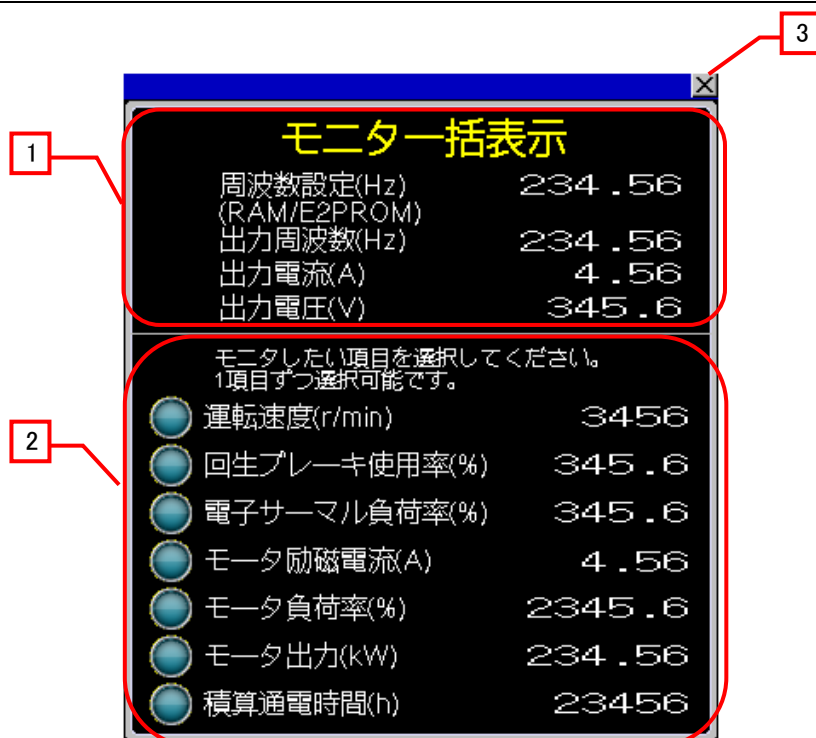 3
モニター括表示
1
周波数設定(Hz) 234.56
(RAM/E2PROM)
出力周波数(Hz) 234.56
出力電流(A) 4.56
出力電圧(V) 345.6
モニタしたい項目を選択してください。
1項目ずつ選択可能です。
2
運転速度(r/min) 3456
回生ブレーキ使用率(%) 345.6
電子サーマル負荷率(%) 345.6
モータ励磁電流(A) 4.56
モータ負荷率(%) 2345.6
モータ出力(kW) 234.56
積算通電時間(h) 23456